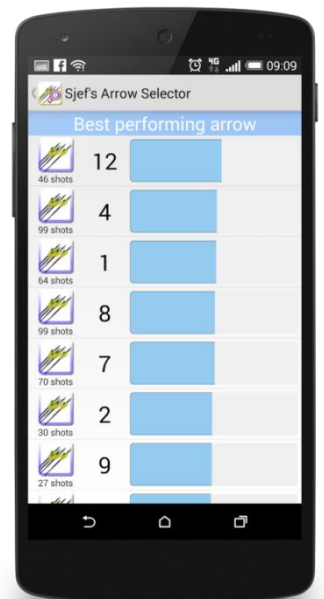 4G 09:09
Sjef's Arrow Selector
Best performing arrow
12
46 shots
4
99 shots
1
64 shots
8
99 shots
7
70 shots
2
30 shots
9
27 shots